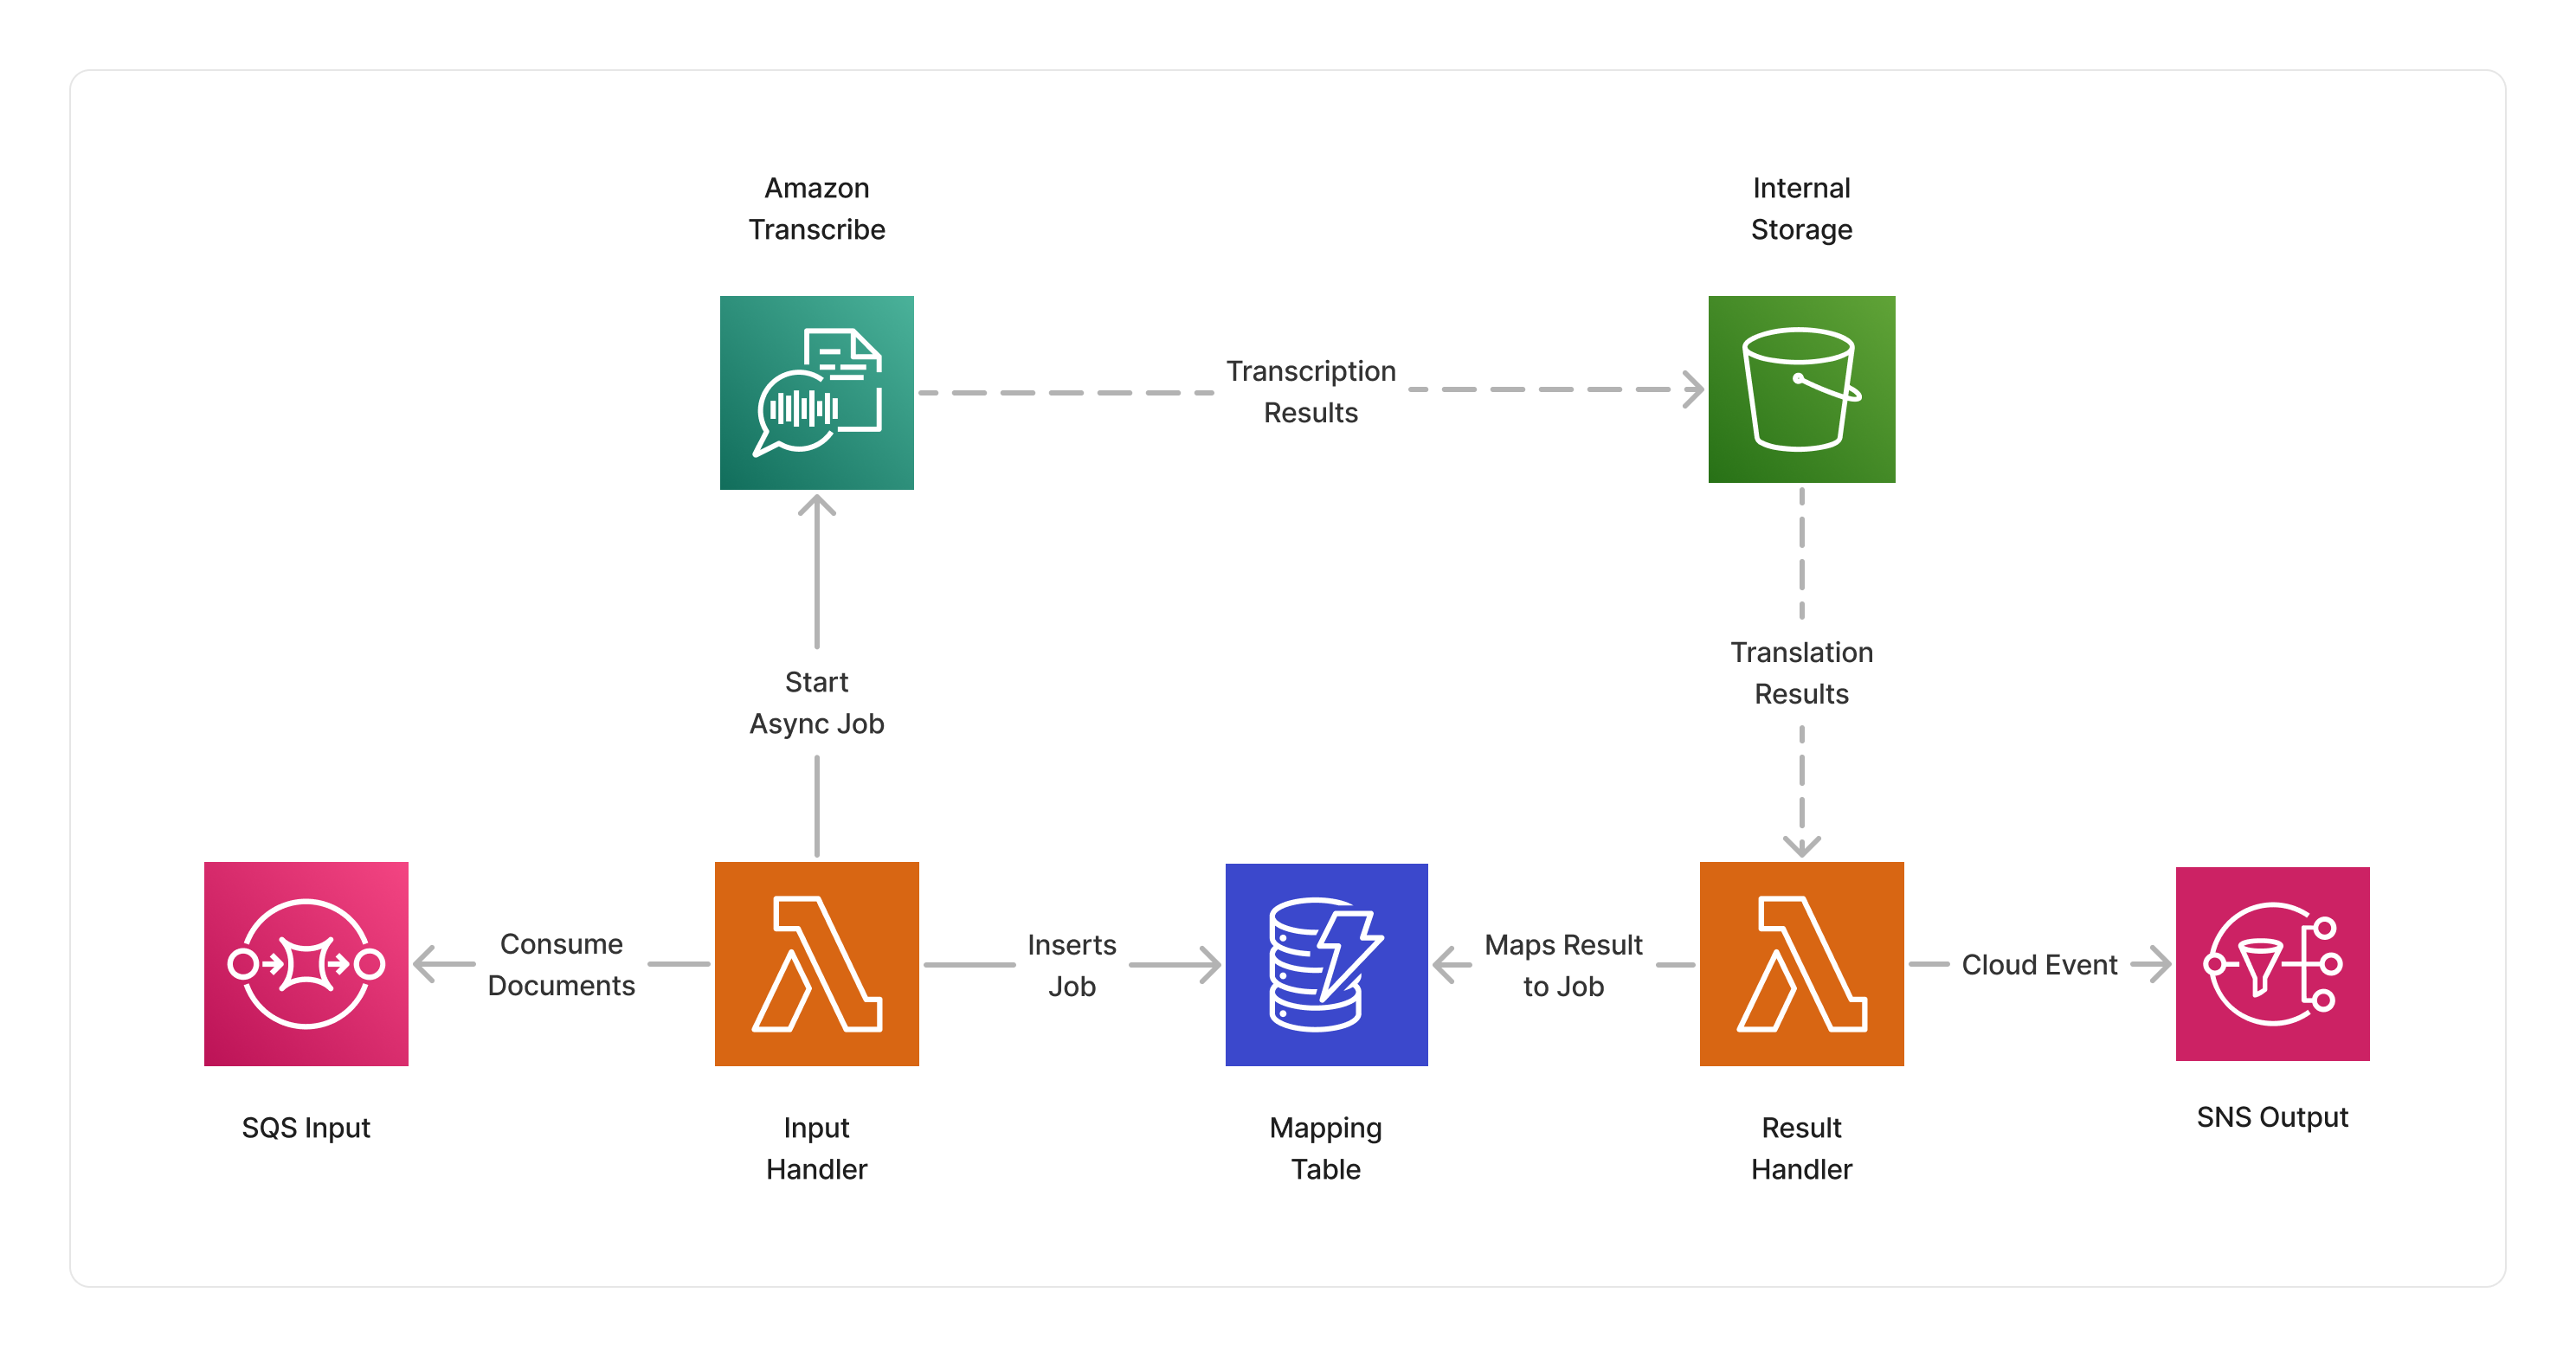 Amazon
Transcribe
Internal
Storage
Transcription
Results
Start
Async Job
Translation
Results
Consume
Documents
Inserts
Job
Maps Result
to Job
Cloud Event
SQS Input
Input
Handler
Mapping
Table
Result
Handler
SNS Output